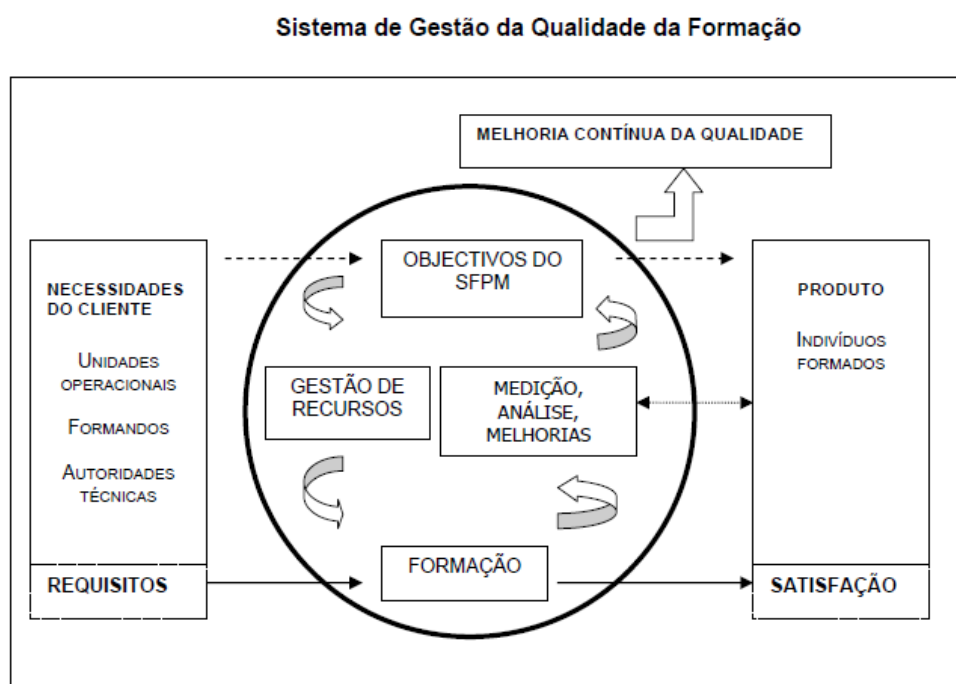 Sistema de Gestão da Qualidade da Formação
MELHORIA CONTÍNUA DA QUALIDADE
NECESSIDADES
DO CLIENTE
UNIDADES
OPERACIONAIS
FORMANDOS
AUTORIDADES
TÉCNICAS
REQUISITOS
OBJECTIVOS DO
SFPM
GESTÃO DE
RECURSOS
MEDIÇÃO,
ANÁLISE,
MELHORIAS
FORMAÇÃO
PRODUTO
INDIVÍDUOS
FORMADOS
SATISFAÇÃO